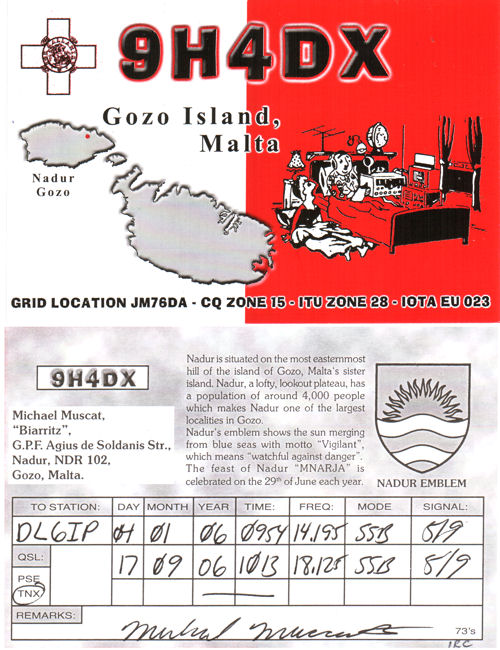 9H4DX
Gozo Island,
Malta
Nadur
Gozo
GRID LOCATION JM76DA - CQ ZONE 15 - ITU ZONE 28 - IOTA EU 023
9H4DX
Michael Muscat,
"Biarritz",
G.P.F. Agius de Soldanis Str.,
Nadur, NDR 102,
Gozo, Malta.
Nadur is situated on the most easternmost
hill of the island of Gozo, Malta's sister
island. Nadur, a lofty, lookout plateau, has
a population of around 4,000 people
which makes Nadur one of the largest
localities in Gozo.
Nadur's emblem shows the sun merging
from blue seas with motto "Vigilant",
which means "watchful against danger".
The feast of Nadur "MNARJA" is
celebrated on the 29th of June each year.
NADUR EMBLEM
TO STATION: DAY MONTH YEAR TIME: FREQ: MODE SIGNAL:
DL6IP 01 06 0954 14.195 SSB 5/9
QSL: 17 09 06 1013 18.125 SSB 5/9
PSE
TNX
REMARKS:
Michael Muscat
73's
IRC